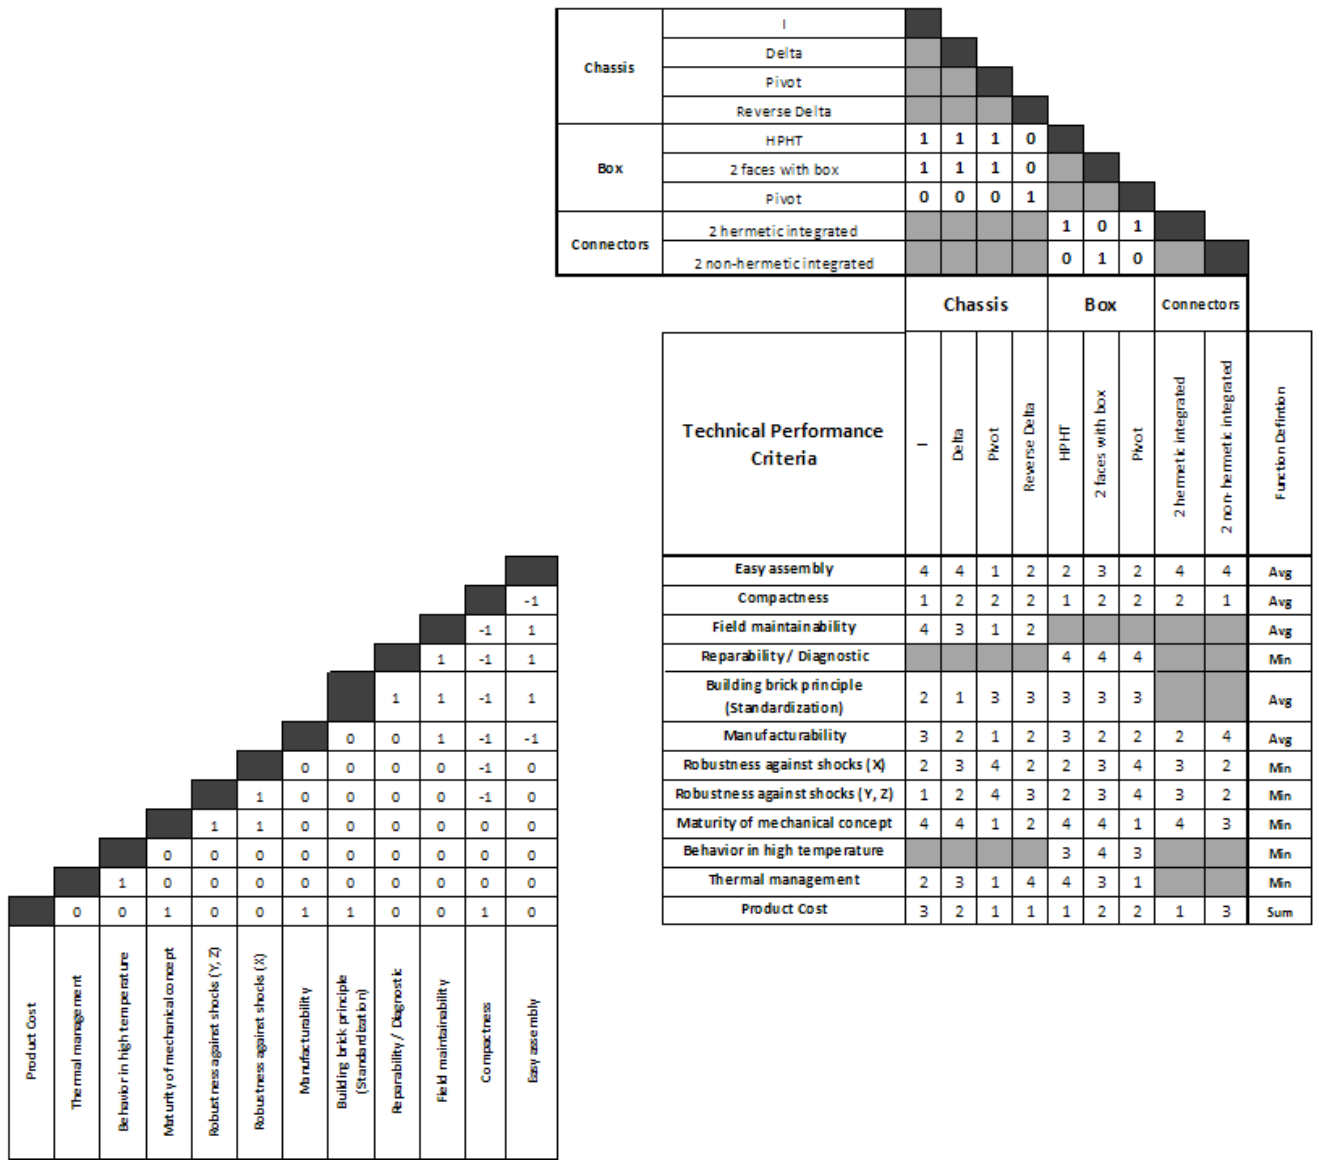 Chassis
I
Delta
Pivot
Reverse Delta
Box
HPHT 1 1 1 0
2 faces with box 1 1 1 0
Pivot 0 0 0 1
Connectors
2 hermetic integrated 1 0 1
2 non-hermetic integrated 0 1 0
Chassis Box Connectors
Technical Performance
Criteria
I
Delta
Pivot
Reverse Delta
HPHT
2 faces with box
Pivot
2 hermetic integrated
2 non-hermetic integrated
Function Defintion
Easy assembly 4 4 1 2 2 3 2 4 4 Avg
Compactness 1 2 2 2 1 2 2 2 1 Avg
Field maintainability 4 3 1 2 Avg
Reparability / Diagnostic 4 4 4 Min
Building brick principle
(Standardization) 2 1 3 3 3 3 3 Avg
Manufacturability 3 2 1 2 3 2 2 2 4 Avg
Robustness against shocks (X) 2 3 4 2 2 3 4 3 2 Min
Robustness against shocks (Y, Z) 1 2 4 3 2 3 4 3 2 Min
Maturity of mechanical concept 4 4 1 2 4 4 1 4 3 Min
Behavior in high temperature 3 4 3 Min
Thermal management 2 3 1 4 4 3 1 Min
Product Cost 3 2 1 1 1 2 2 1 3 Sum
-1
-1 1
1 -1 1
1 1 -1 1
0 0 1 -1 -1
0 0 0 0 -1 0
1 0 0 0 0 -1 0
1 1 0 0 0 0 0 0
0 0 0 0 0 0 0 0 0
1 0 0 0 0 0 0 0 0 0
0 0 1 0 0 1 1 0 0 1 0
Product Cost
Thermal management
Behavior in high temperature
Maturity of mechanical concept
Robustness against shocks (Y, Z)
Robustness against shocks (X)
Manufacturability
Building brick principle
(Standardization)
Reparability / Diagnostic
Field maintainability
Compactness
Easy assembly